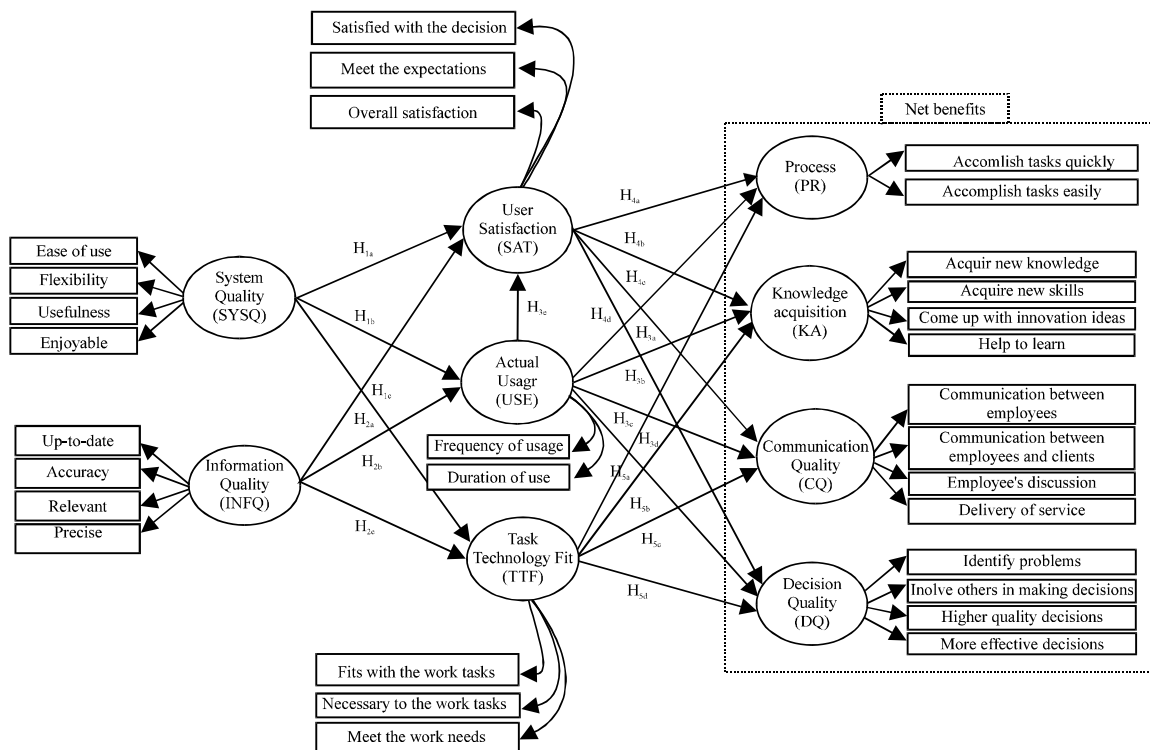 Satisfied with the decision
Meet the expectations
Overall satisfaction
Net benefits
Process
(PR)
Accomlish tasks quickly
Accomplish tasks easily
User
Satisfaction
(SAT)
H4a
H4b
H4c
H4d
Ease of use
Flexibility
Usefulness
Enjoyable
System
Quality
(SYSQ)
H1a
H1b
H1c
H3e
Knowledge
acquisition
(KA)
Acquir new knowledge
Acquire new skills
Come up with innovation ideas
Help to learn
Actual
Usagr
(USE)
H3a
H3b
H3c
H3d
Frequency of usage
Duration of use
H2a
H2b
H2c
Up-to-date
Accuracy
Relevant
Precise
Information
Quality
(INFQ)
Communication
Quality
(CQ)
Communication between
employees
Communication between
employees and clients
Employee's discussion
Delivery of service
H5a
H5b
H5c
H5d
Task
Technology Fit
(TTF)
Decision
Quality
(DQ)
Identify problems
Inolve others in making decisions
Higher quality decisions
More effective decisions
Fits with the work tasks
Necessary to the work tasks
Meet the work needs